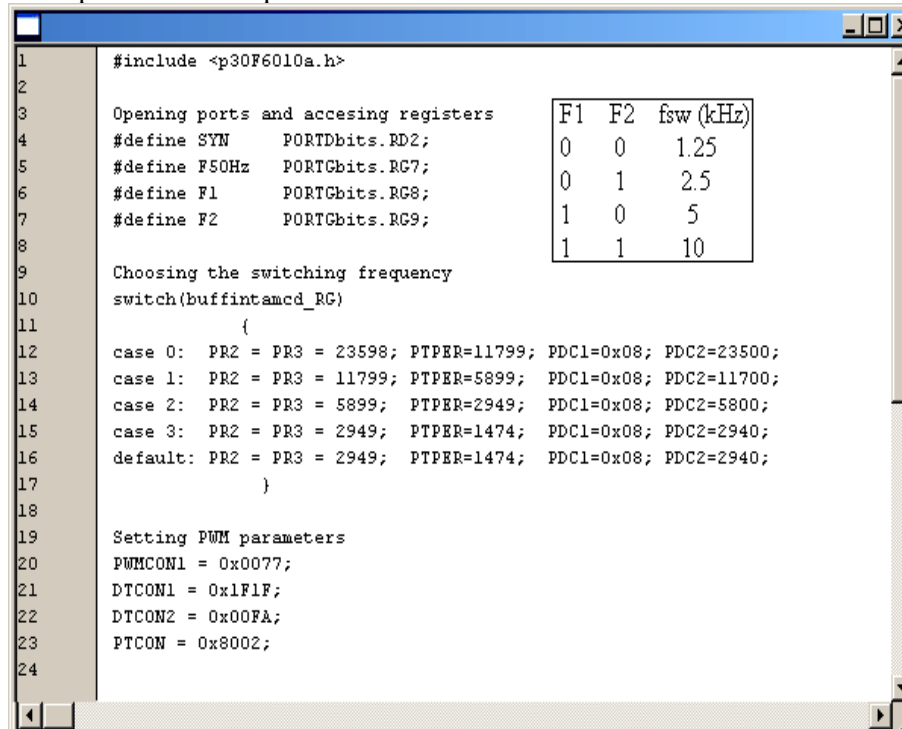 1 #include <p30F6010a.h>
2
3 Opening ports and accesing registers
4 #define SYN PORTDbits.RD2;
5 #define F50Hz PORTGbits.RG7;
6 #define F1 PORTGbits.RG8;
7 #define F2 PORTGbits.RG9;
8
9 Choosing the switching frequency
10 switch(buffintamcd_RG)
11 {
12 case 0: PR2 = PR3 = 23598; PTPER=11799; PDC1=0x08; PDC2=23500;
13 case 1: PR2 = PR3 = 11799; PTPER=5899; PDC1=0x08; PDC2=11700;
14 case 2: PR2 = PR3 = 5899; PTPER=2949; PDC1=0x08; PDC2=5800;
15 case 3: PR2 = PR3 = 2949; PTPER=1474; PDC1=0x08; PDC2=2940;
16 default: PR2 = PR3 = 2949; PTPER=1474; PDC1=0x08; PDC2=2940;
17 }
18
19 Setting PWM parameters
20 PWMCON1 = 0x0077;
21 DTCON1 = 0x1F1F;
22 DTCON2 = 0x00FA;
23 PTCON = 0x8002;
24
F1 F2 fsw (kHz)
0 0 1.25
0 1 2.5
1 0 5
1 1 10